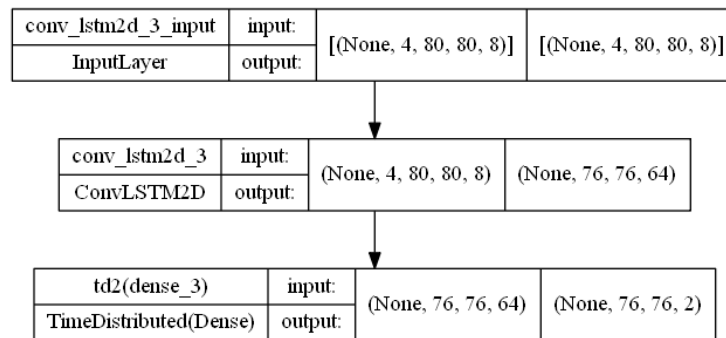 conv_lstm2d_3_input input: [(None, 4, 80, 80, 8)] [(None, 4, 80, 80, 8)]
InputLayer output:
conv_lstm2d_3 input: (None, 4, 80, 80, 8) (None, 76, 76, 64)
ConvLSTM2D output:
td2(dense_3) input: (None, 76, 76, 64) (None, 76, 76, 2)
TimeDistributed(Dense) output: